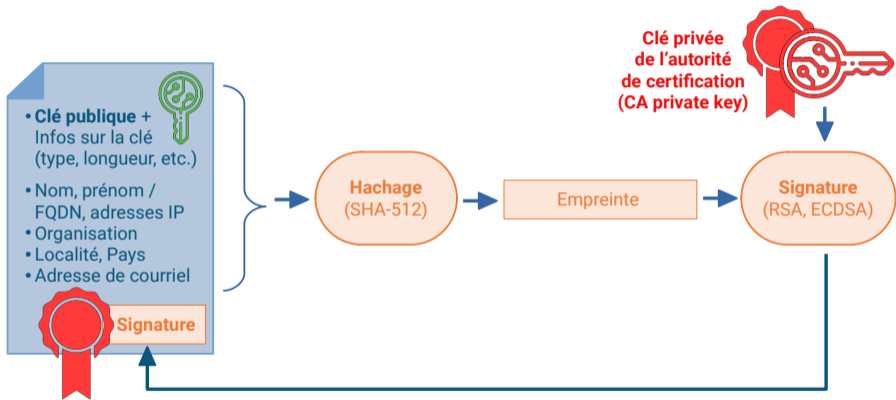 Clé privée
de l'autorité
de certification
(CA private key)
• Clé publique +
Infos sur la clé
(type, longueur, etc.)
• Nom, prénom /
FQDN, adresses IP
• Organisation
• Localité, Pays
• Adresse de courriel
Signature
Hachage
(SHA-512)
Empreinte
Signature
(RSA, ECDSA)